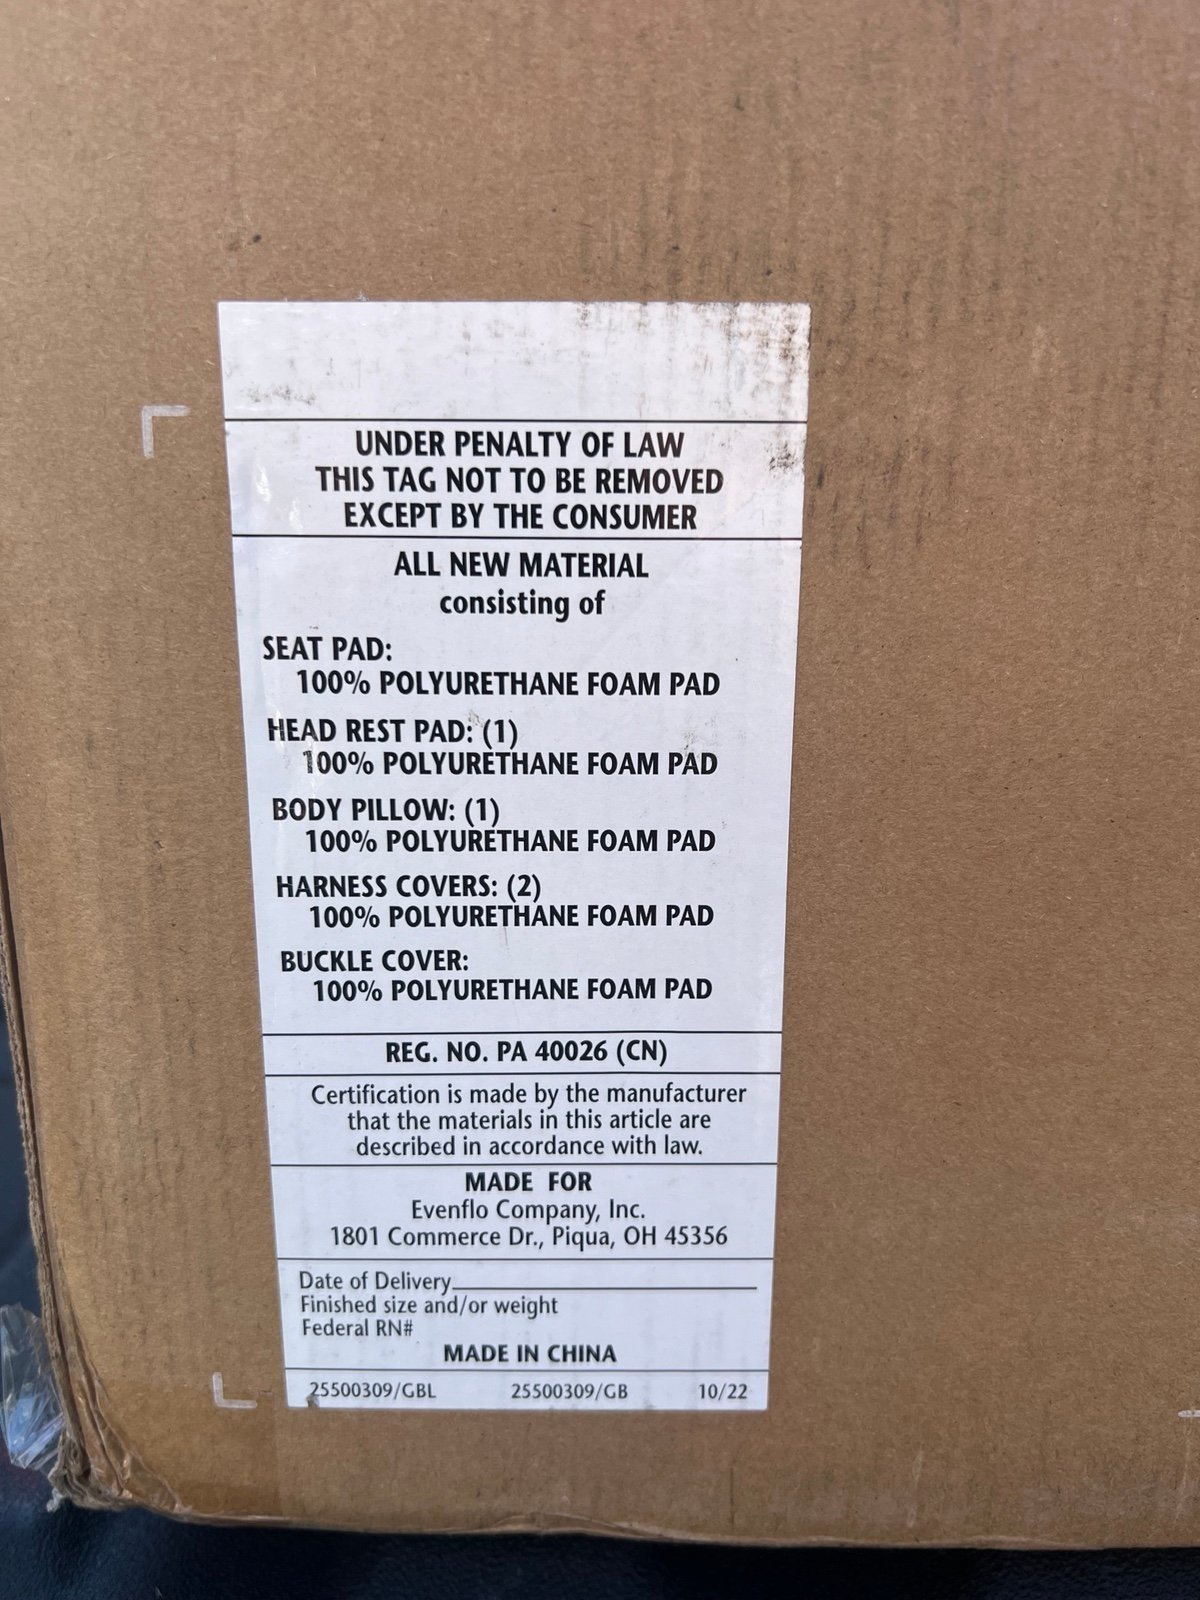 UNDER PENALTY OF LAW
THIS TAG NOT TO BE REMOVED
EXCEPT BY THE CONSUMER
ALL NEW MATERIAL
consisting of
SEAT PAD:
100% POLYURETHANE FOAM PAD
HEAD REST PAD: (1)
100% POLYURETHANE FOAM PAD
BODY PILLOW: (1)
100% POLYURETHANE FOAM PAD
HARNESS COVERS: (2)
100% POLYURETHANE FOAM PAD
BUCKLE COVER:
100% POLYURETHANE FOAM PAD
REG. NO. PA 40026 (CN)
Certification is made by the manufacturer
that the materials in this article are
described in accordance with law.
MADE FOR
Evenflo Company, Inc.
1801 Commerce Dr., Piqua, OH 45356
Date of Delivery
Finished size and/or weight
Federal RN#
MADE IN CHINA
25500309/GBL 25500309/GB 10/22